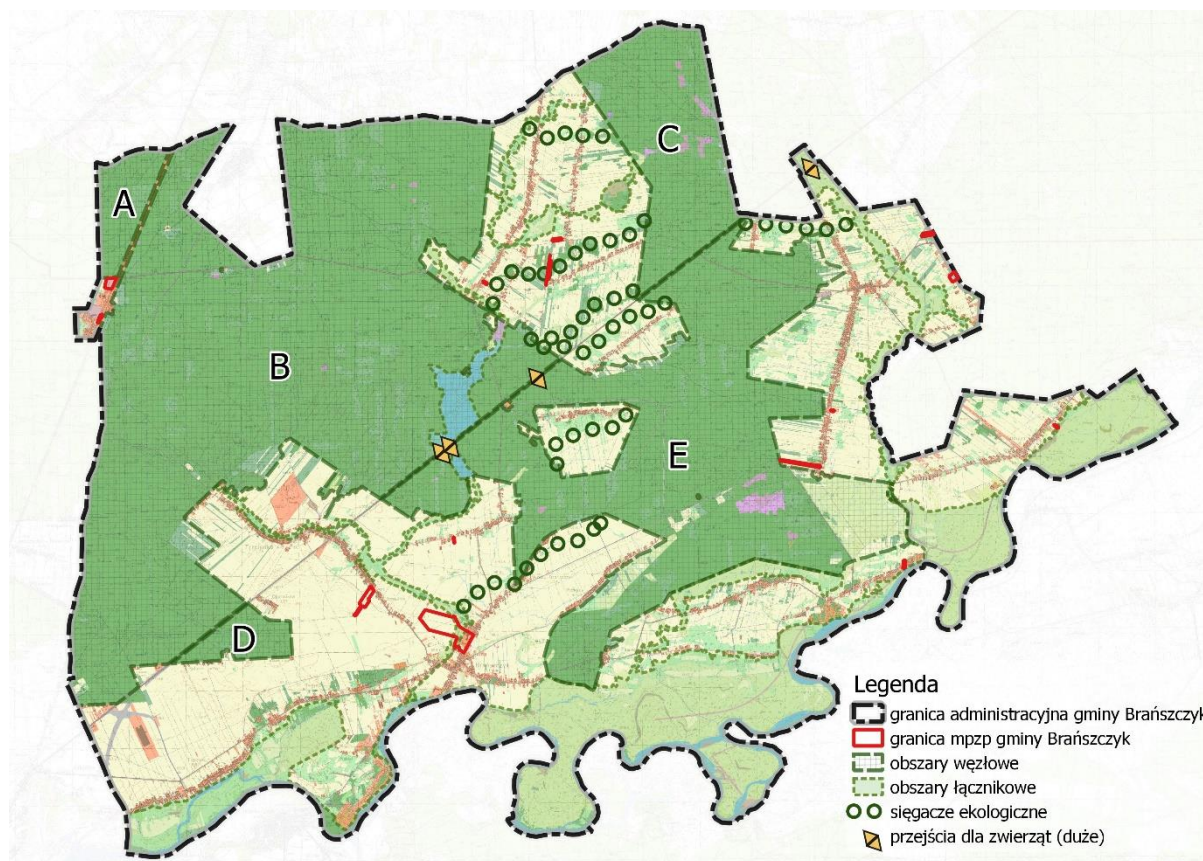 A
C
B
E
D
Legenda
granica administracyjna gminy Brańszczyk
granica mpzp gminy Brańszczyk
obszary węzłowe
obszary łącznikowe
sięgacze ekologiczne
przejścia dla zwierząt (duże)